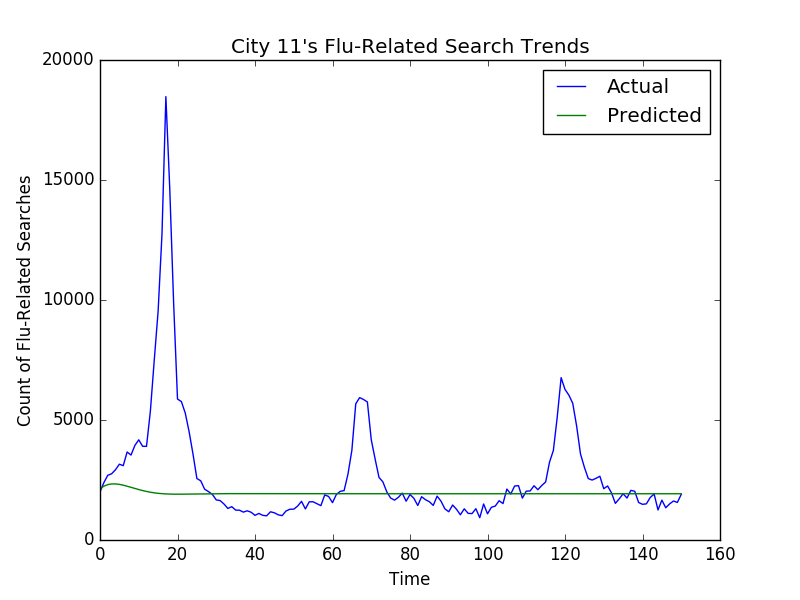 City 11's Flu-Related Search Trends
20000
15000
10000
5000
0
Count of Flu-Related Searches
Actual
Predicted
0 20 40 60 80 100 120 140 160
Time